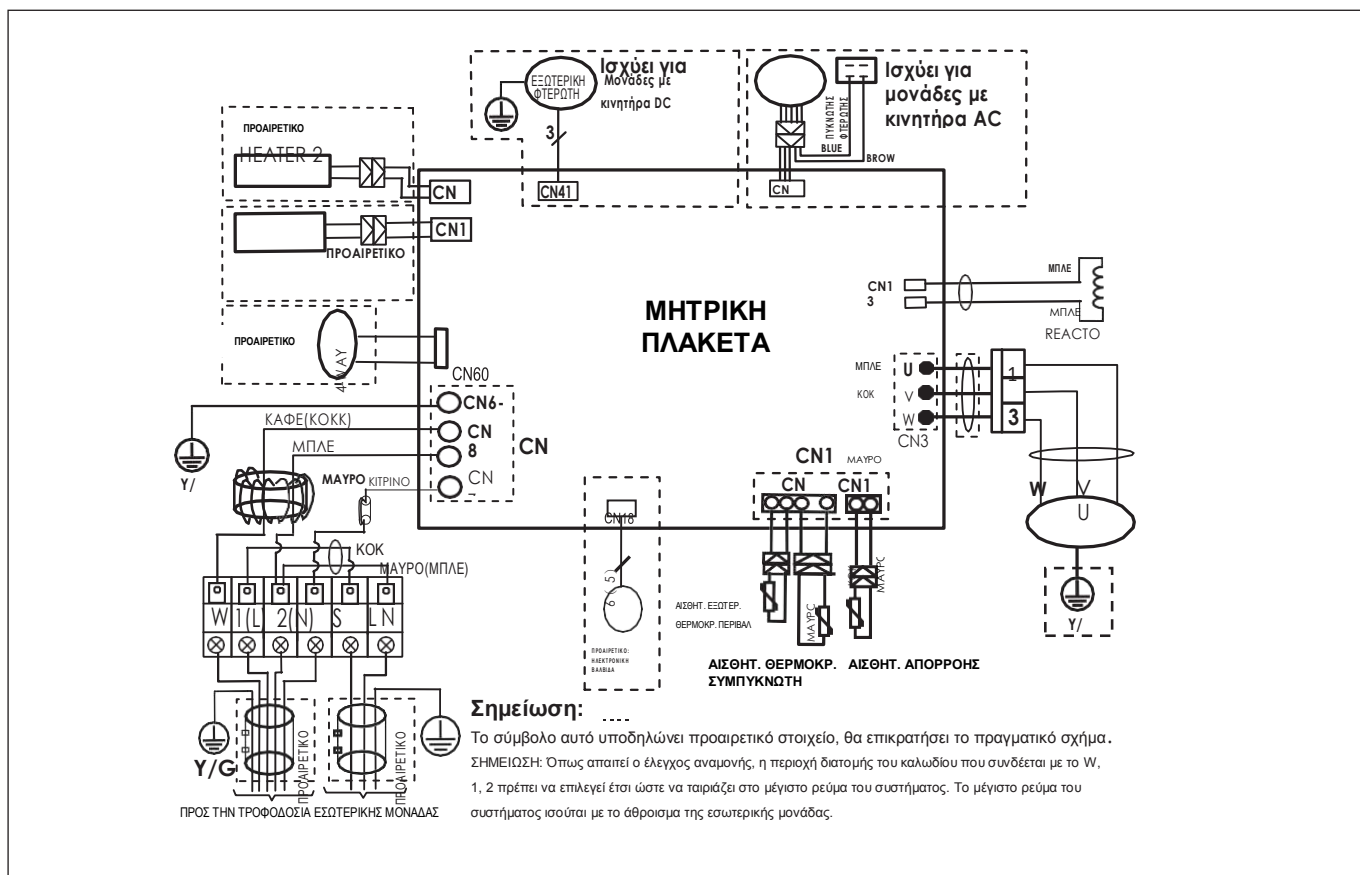 ΕΞΩΤΕΡΙΚΗ
ΦΤΕΡΩΤΗ
Ισχύει για
Μονάδες με
κινητήρα DC
3
CN41
ΠΥΚΝΩΤΗΣ
ΦΤΕΡΩΤΗΣ
BLUE
BROW
CN
Ισχύει για
μονάδες με
κινητήρα AC
ΠΡΟΑΙΡΕΤΙΚΟ
HEATER 2
CN
CN1
ΠΡΟΑΙΡΕΤΙΚΟ
ΠΡΟΑΙΡΕΤΙΚΟ
4-WAY
CN60
ΜΗΤΡΙΚΗ
ΠΛΑΚΕΤΑ
CN1
3
ΜΠΛΕ
ΜΠΛΕ
REACTO
ΜΠΛΕ
ΚΟΚ
U
V
W
CN3
1
3
W
V
U
Y/
CN6-
CN
8
CN
CN
ΚΑΦΕ(ΚΟΚΚ)
ΜΠΛΕ
ΜΑΥΡΟ ΚΙΤΡΙΝΟ
Y/
ΚΟΚ
ΜΑΥΡΟ(ΜΠΛΕ)
W 1(L) 2(N) S L N
Y/G
ΠΡΟΑΙΡΕΤΙΚΟ
ΠΡΟΑΙΡΕΤΙΚΟ
ΠΡΟΣ ΤΗΝ ΤΡΟΦΟΔΟΣΙΑ ΕΣΩΤΕΡΙΚΗΣ ΜΟΝΑΔΑΣ
CN18
6 ( 5 )
ΠΡΟΑΙΡΕΤΙΚΟ:
ΗΛΕΚΤΡΟΝΙΚΗ
ΒΑΛΒΙΔΑ
CN1 ΜΑΥΡΟ
CN CN1
ΜΑΥΡΟ
ΜΑΥΡΟ
ΑΙΣΘΗΤ. ΕΞΩΤΕΡ.
ΘΕΡΜΟΚΡ. ΠΕΡΙΒΑΛ
ΑΙΣΘΗΤ. ΘΕΡΜΟΚΡ.
ΣΥΜΠΥΚΝΩΤΗ
ΑΙΣΘΗΤ. ΑΠΟΡΡΟΗΣ
Σημείωση:
Το σύμβολο αυτό υποδηλώνει προαιρετικό στοιχείο, θα επικρατήσει το πραγματικό σχήμα.
ΣΗΜΕΙΩΣΗ: Όπως απαιτεί ο έλεγχος αναμονής, η περιοχή διατομής του καλωδίου που συνδέεται με το W,
1, 2 πρέπει να επιλεγεί έτσι ώστε να ταιριάζει στο μέγιστο ρεύμα του συστήματος. Το μέγιστο ρεύμα του
συστήματος ισούται με το άθροισμα της εσωτερικής μονάδας.